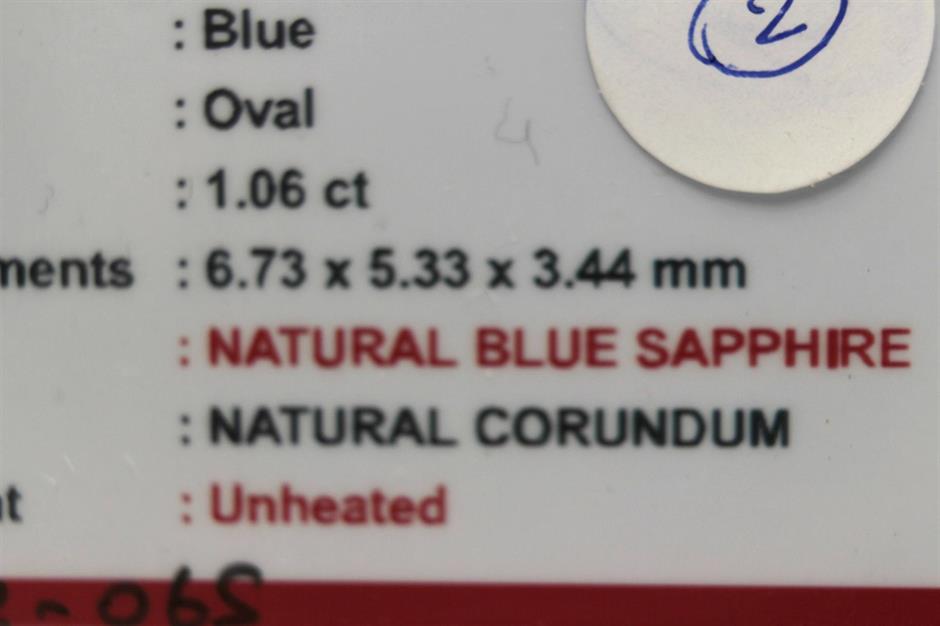 : Blue
2
: Oval
: 1.06 ct
ments : 6.73 x 5.33 x 3.44 mm
: NATURAL BLUE SAPPHIRE
: NATURAL CORUNDUM
t : Unheated